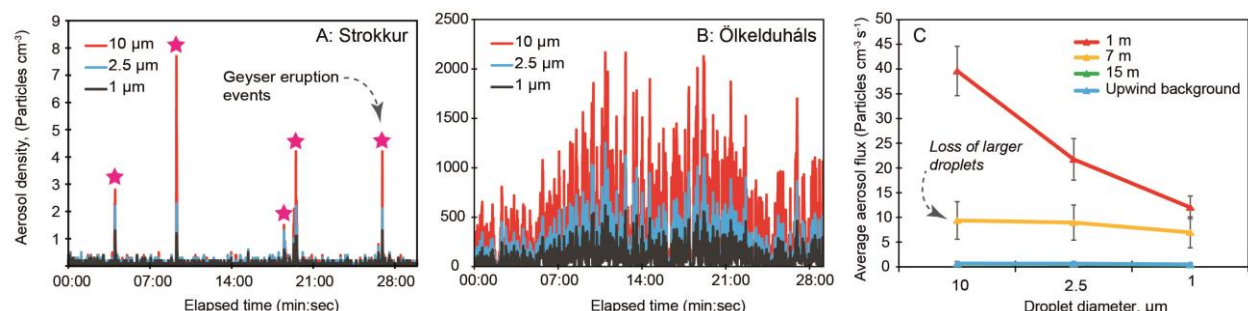 A: Strokkur
10 μm
2.5 μm
1 μm
Geyser eruption
events
Aerosol density, (Particles cm⁻³)
9
8
7
6
5
4
3
2
1
00:00
07:00
14:00
21:00
28:00
Elapsed time (min:sec)
B: Ölkelduháls
10 μm
2.5 μm
1 μm
2500
2000
1500
1000
500
0
00:00
07:00
14:00
21:00
28:00
Elapsed time (min:sec)
C
1 m
7 m
15 m
Upwind background
Loss of larger
droplets
Average aerosol flux (Particles cm⁻³ s⁻¹)
50
45
40
35
30
25
20
15
10
5
0
10
2.5
1
Droplet diameter, um